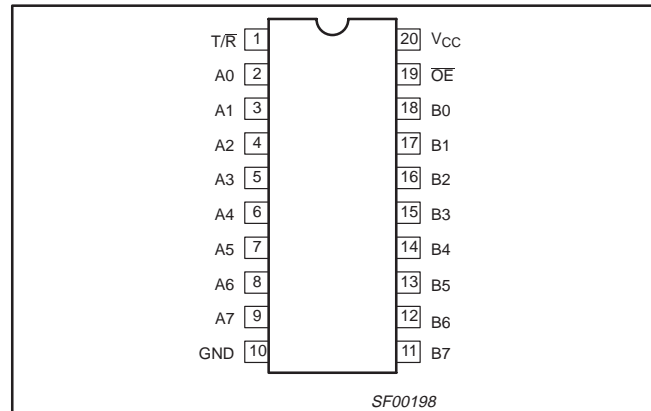 T/R̅ 1 20 VCC
A0 2 19 O̅E̅
A1 3 18 B0
A2 4 17 B1
A3 5 16 B2
A4 6 15 B3
A5 7 14 B4
A6 8 13 B5
A7 9 12 B6
GND 10 11 B7
SF00198